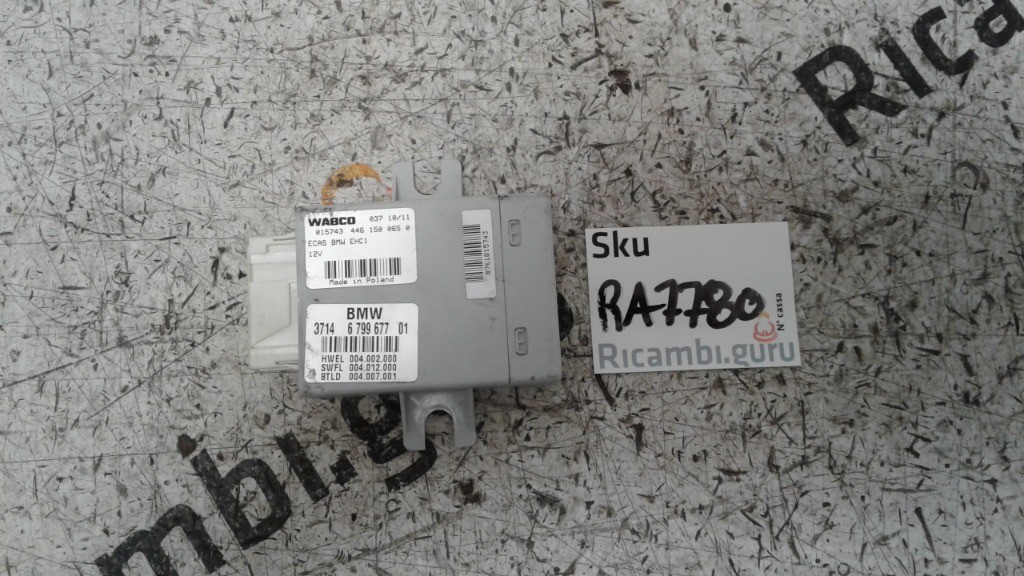 WABCO 037 10/11
015743 446 150 065 0
ECAS BMW EHC1
12V
Made in Poland
BMW
3714 6 799 677 01
HWEL 004.002.000
SWFL 004.012.000
BTLD 004.007.001
Sku
RA7780
N° cassa
Ricambi.guru
Rica
mbi.g